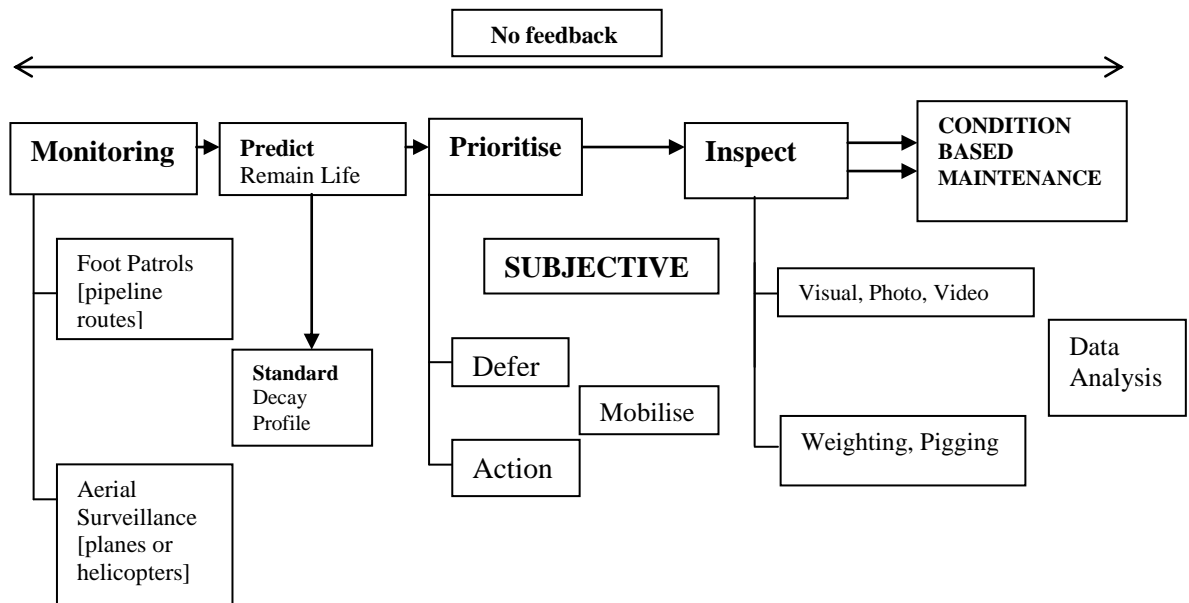 No feedback
Monitoring
Predict
Remain Life
Prioritise
Inspect
CONDITION
BASED
MAINTENANCE
Foot Patrols
[pipeline
routes]
SUBJECTIVE
Visual, Photo, Video
Standard
Decay
Profile
Defer
Mobilise
Action
Data
Analysis
Weighting, Pigging
Aerial
Surveillance
[planes or
helicopters]